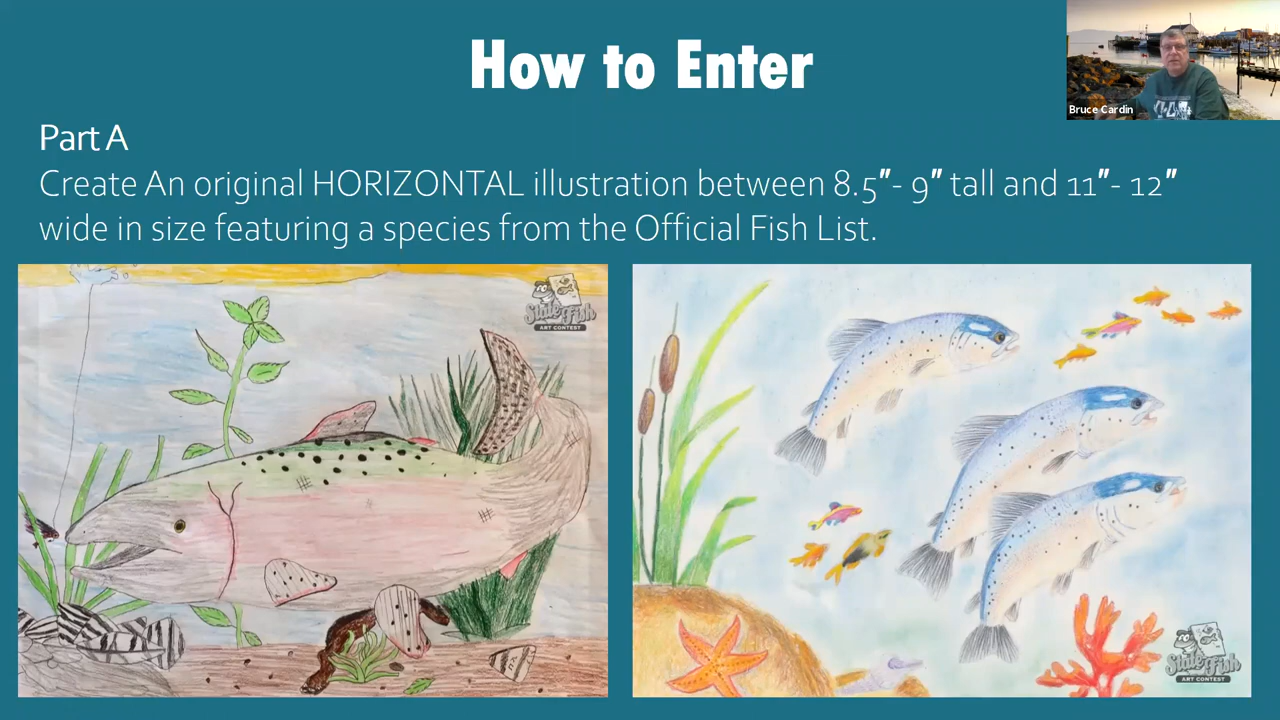 How to Enter
Bruce Cardin
Part A
Create An original HORIZONTAL illustration between 8.5”- 9” tall and 11”- 12”
wide in size featuring a species from the Official Fish List.
State Fish
ART CONTEST
State Fish
ART CONTEST